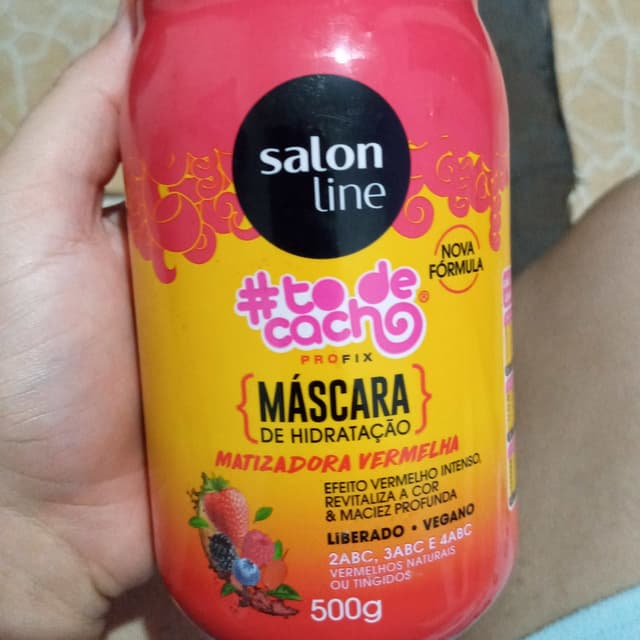 salon
line
NOVA
FÓRMULA
#to de
cacho®
PROFIX
{MÁSCARA}
DE HIDRATAÇÃO
MATIZADORA VERMELHA
EFEITO VERMELHO INTENSO,
REVITALIZA A COR
& MACIEZ PROFUNDA
LIBERADO • VEGANO
2ABC, 3ABC E 4ABC
VERMELHOS NATURAIS
OU TINGIDOS
500g